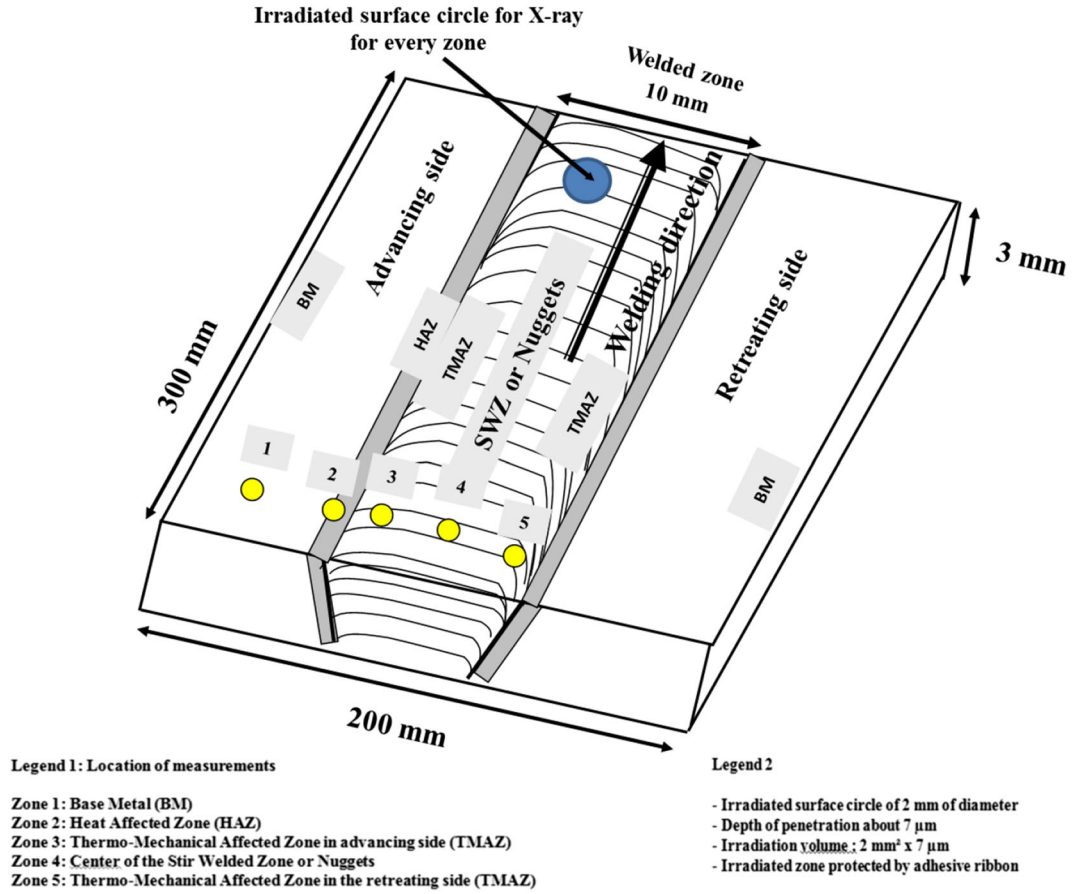 Irradiated surface circle for X-ray
for every zone
Welded zone
10 mm
Advancing side
Welding direction
3 mm
BM
HAZ
TMAZ
SWZ or Nuggets
TMAZ
Retreating side
300 mm
BM
1
2
3
4
5
200 mm
Legend 1: Location of measurements
Zone 1: Base Metal (BM)
Zone 2: Heat Affected Zone (HAZ)
Zone 3: Thermo-Mechanical Affected Zone in advancing side (TMAZ)
Zone 4: Center of the Stir Welded Zone or Nuggets
Zone 5: Thermo-Mechanical Affected Zone in the retreating side (TMAZ)
Legend 2
- Irradiated surface circle of 2 mm of diameter
- Depth of penetration about 7 µm
- Irradiation volume : 2 mm² x 7 µm
- Irradiated zone protected by adhesive ribbon